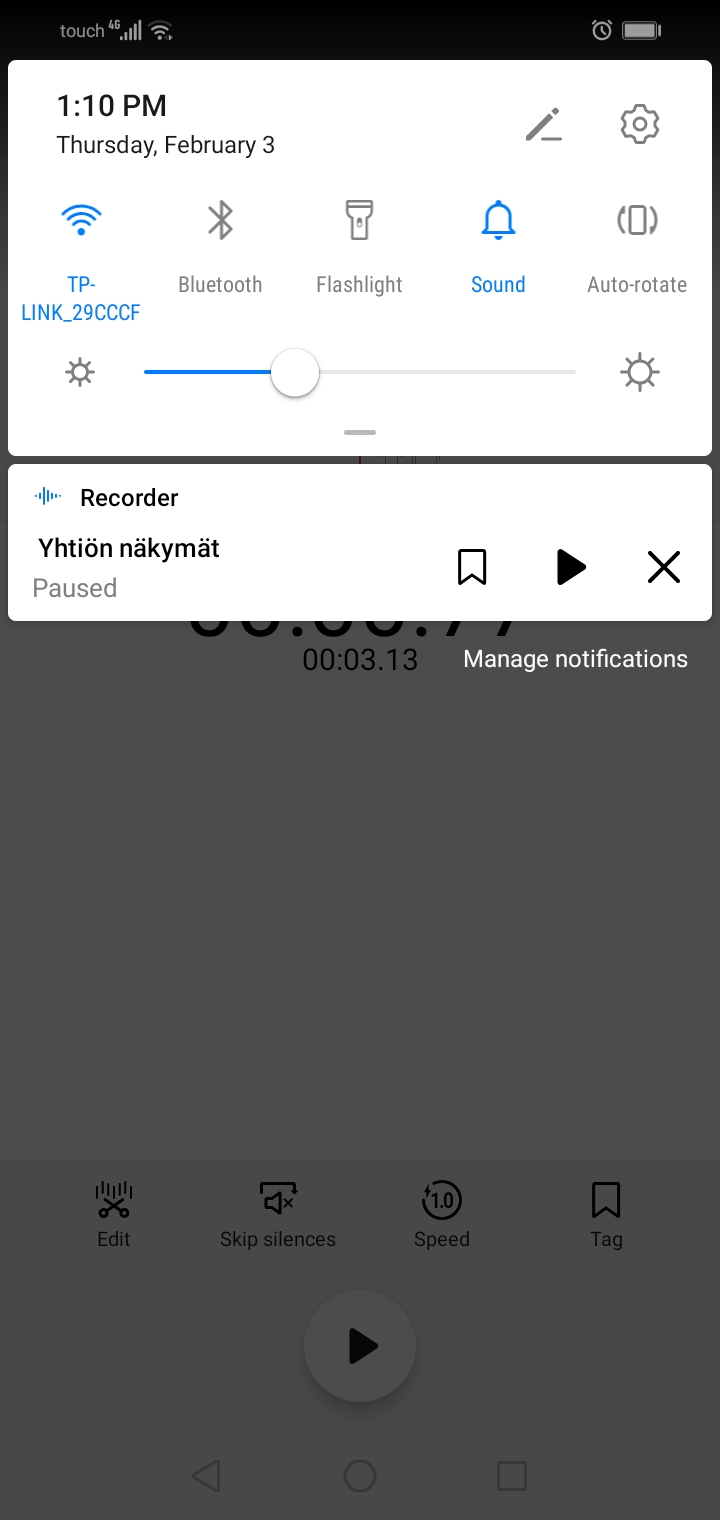 touch 4G
1:10 PM
Thursday, February 3
TP-
LINK_29CCCF
Bluetooth
Flashlight
Sound
Auto-rotate
Recorder
Yhtiön näkymät
Paused
00:03.13
Manage notifications
Edit
Skip silences
1.0
Speed
Tag